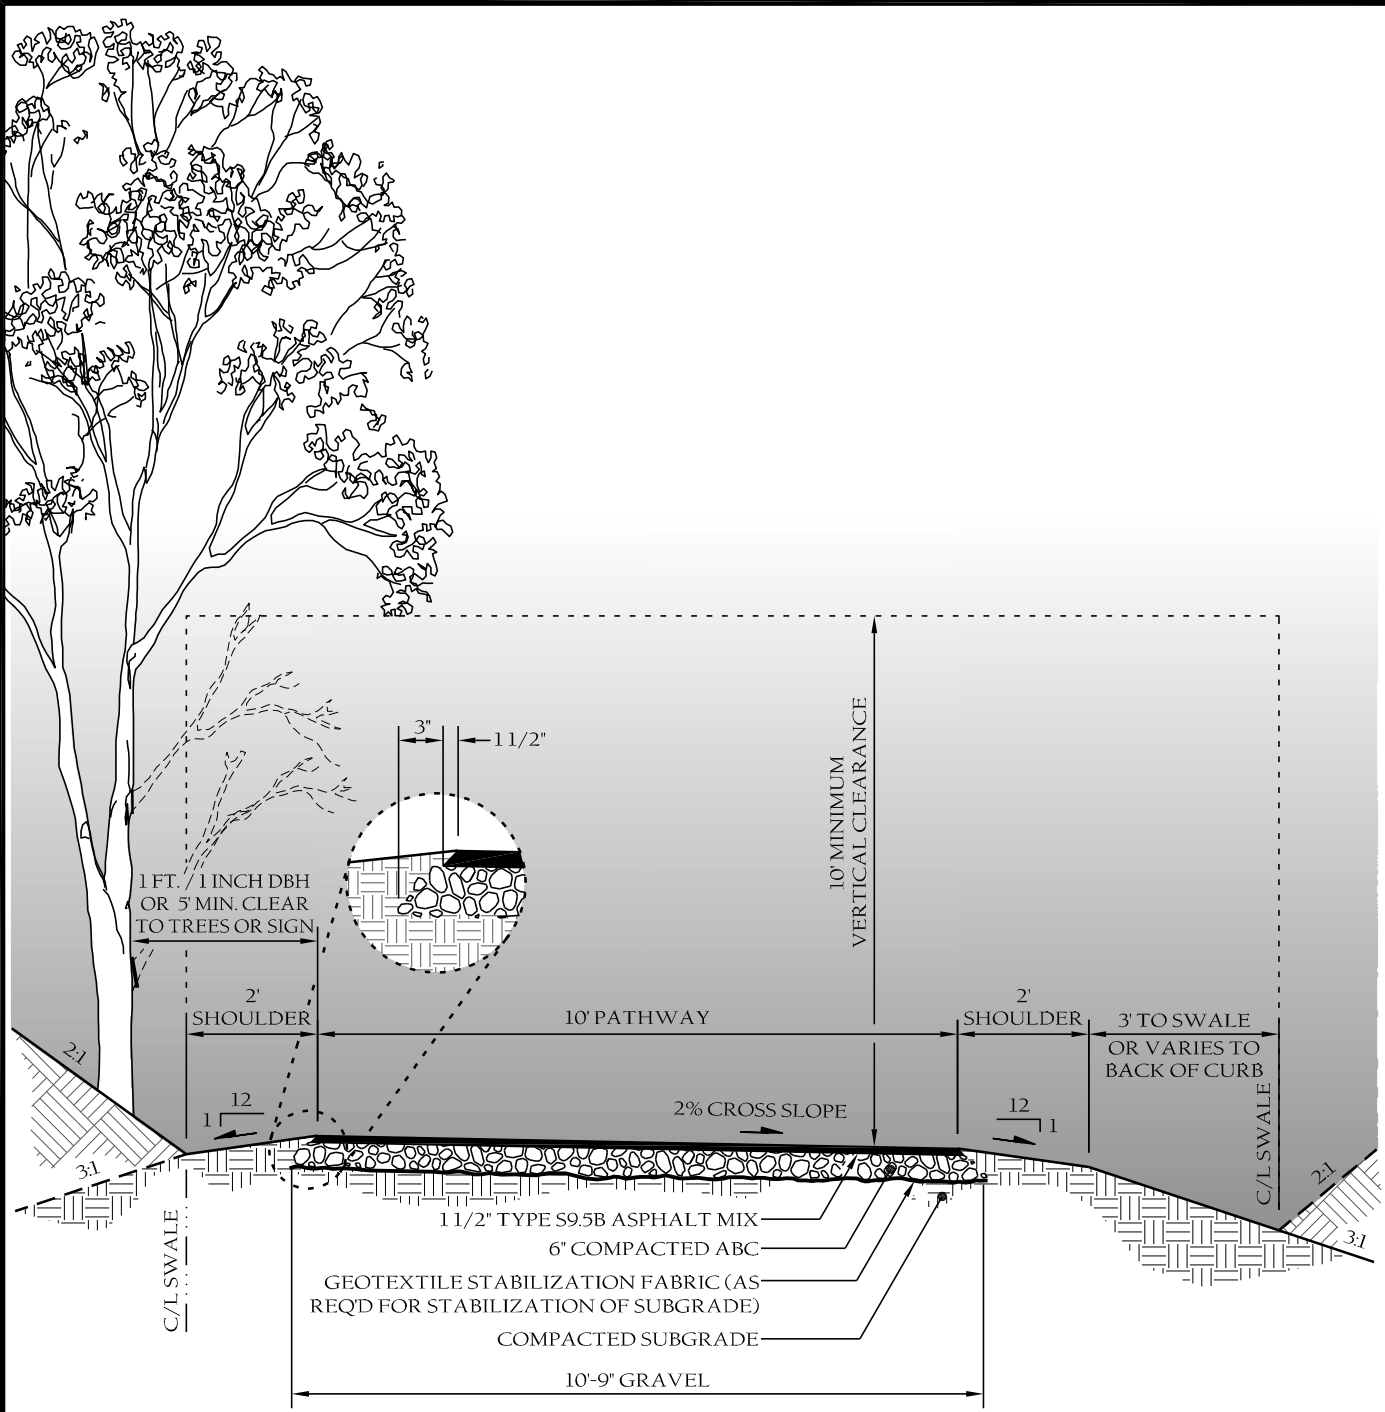 3"
1 1/2"
10' MINIMUM
VERTICAL CLEARANCE
1 FT. / 1 INCH DBH
OR 5' MIN. CLEAR
TO TREES OR SIGN
2'
SHOULDER
10' PATHWAY
2'
SHOULDER
3' TO SWALE
OR VARIES TO
BACK OF CURB
2:1
12
1
2% CROSS SLOPE
12
1
C/L SWALE
2:1
3:1
3:1
C/L SWALE
1 1/2" TYPE S9.5B ASPHALT MIX
6" COMPACTED ABC
GEOTEXTILE STABILIZATION FABRIC (AS
REQ'D FOR STABILIZATION OF SUBGRADE)
COMPACTED SUBGRADE
10'-9" GRAVEL